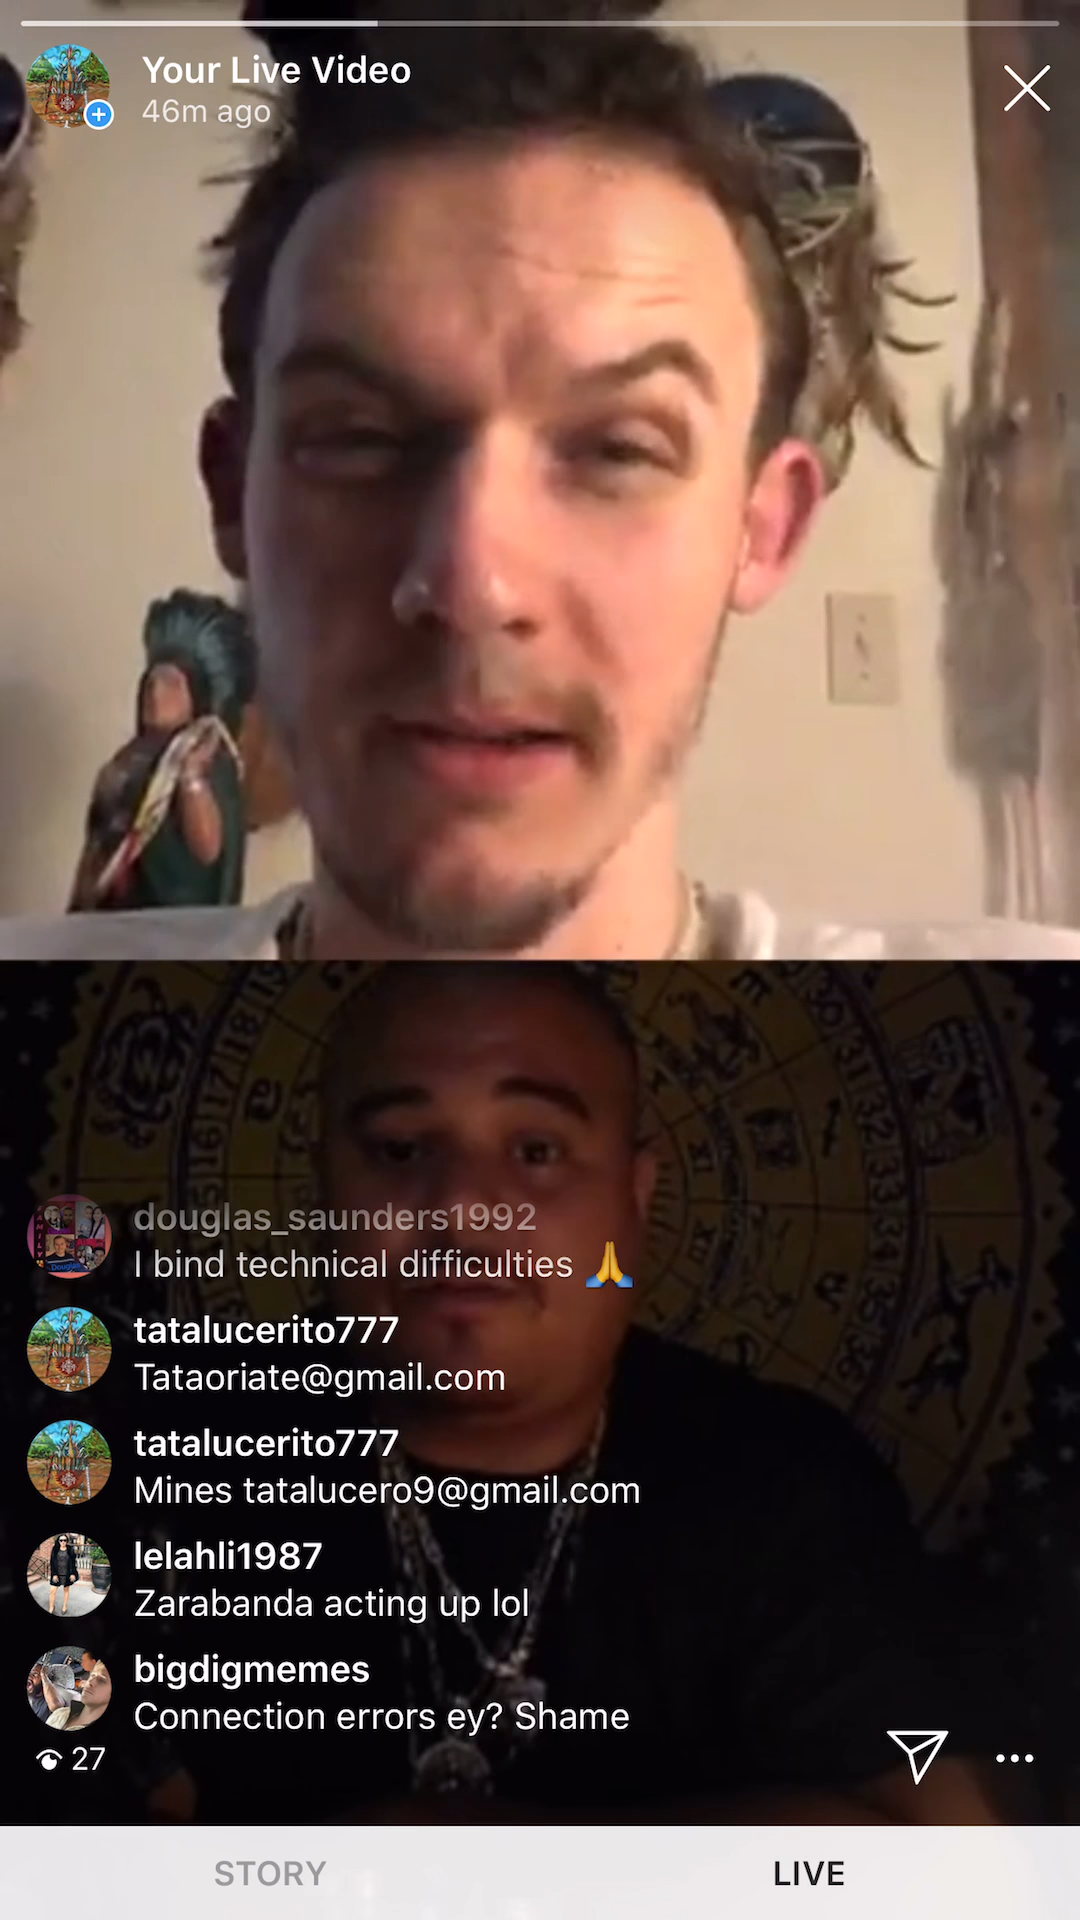 Your Live Video
46m ago
douglas_saunders1992
I bind technical difficulties 🙏
tatalucerito777
Tataoriate@gmail.com
tatalucerito777
Mines tatalucero9@gmail.com
lelahli1987
Zarabanda acting up lol
bigdigmemes
Connection errors ey? Shame
27
STORY
LIVE